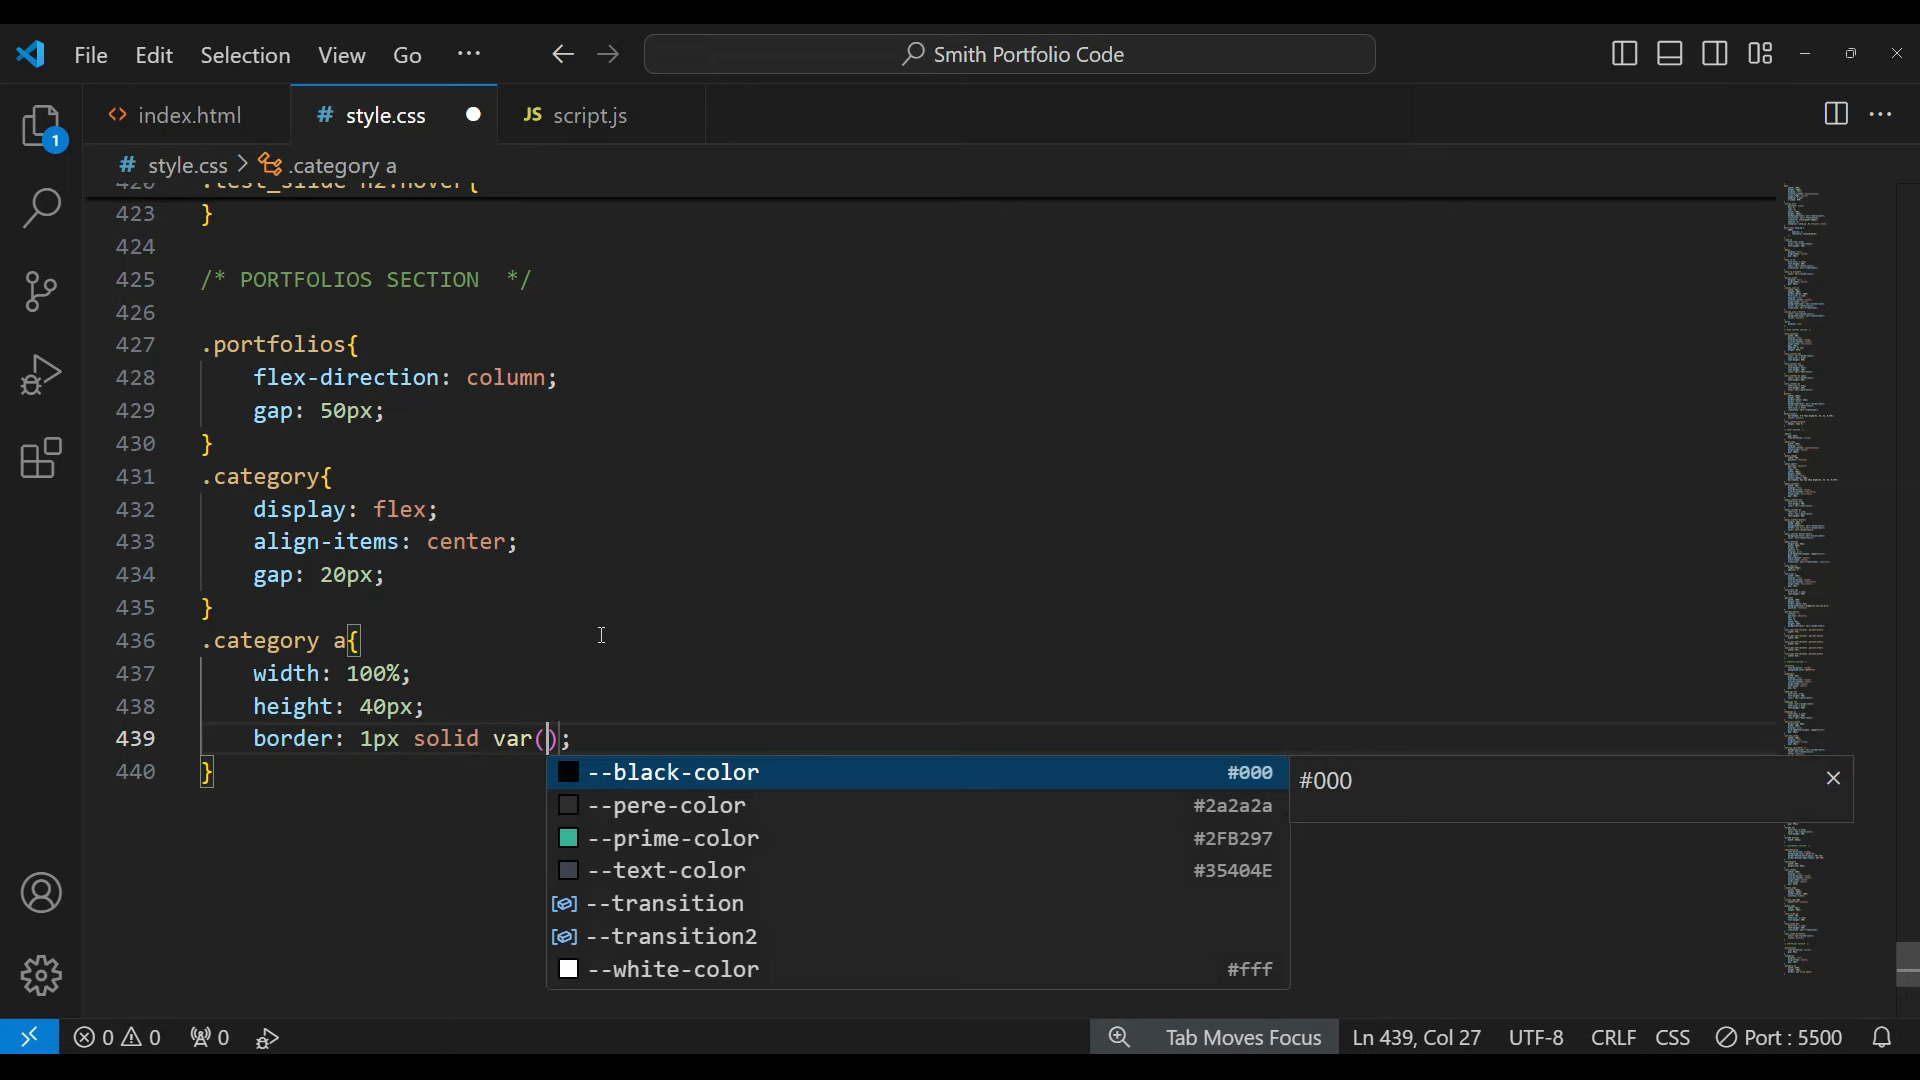 File Edit Selection View Go ··· Smith Portfolio Code
index.html # style.css JS script.js
# style.css > .category a
423 }
424
425 /* PORTFOLIOS SECTION */
426
427 .portfolios{
428 flex-direction: column;
429 gap: 50px;
430 }
431 .category{
432 display: flex;
433 align-items: center;
434 gap: 20px;
435 }
436 .category a{
437 width: 100%;
438 height: 40px;
439 border: 1px solid var();
440 }
--black-color #000
#000
--pere-color #2a2a2a
--prime-color #2FB297
--text-color #35404E
--transition
--transition2
--white-color #fff
1
0 0 0 Tab Moves Focus Ln 439, Col 27 UTF-8 CRLF CSS Port : 5500